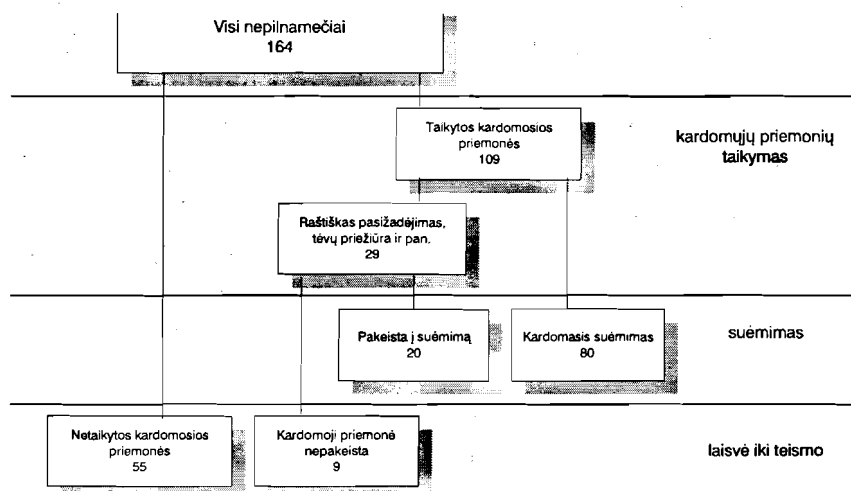 Visi nepilnamečiai
164
Taikytos kardomosios
priemonės
109
kardomųjų priemonių
taikymas
Raštiškas pasižadėjimas,
tėvų priežiūra ir pan.
29
Pakeista į suėmimą
20
Kardomasis suėmimas
80
suėmimas
Netaikytos kardomosios
priemonės
55
Kardomoji priemonė
nepakeista
9
laisvė iki teismo